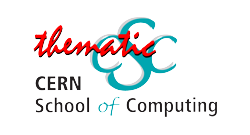 thematic
CSC
CERN
School of Computing